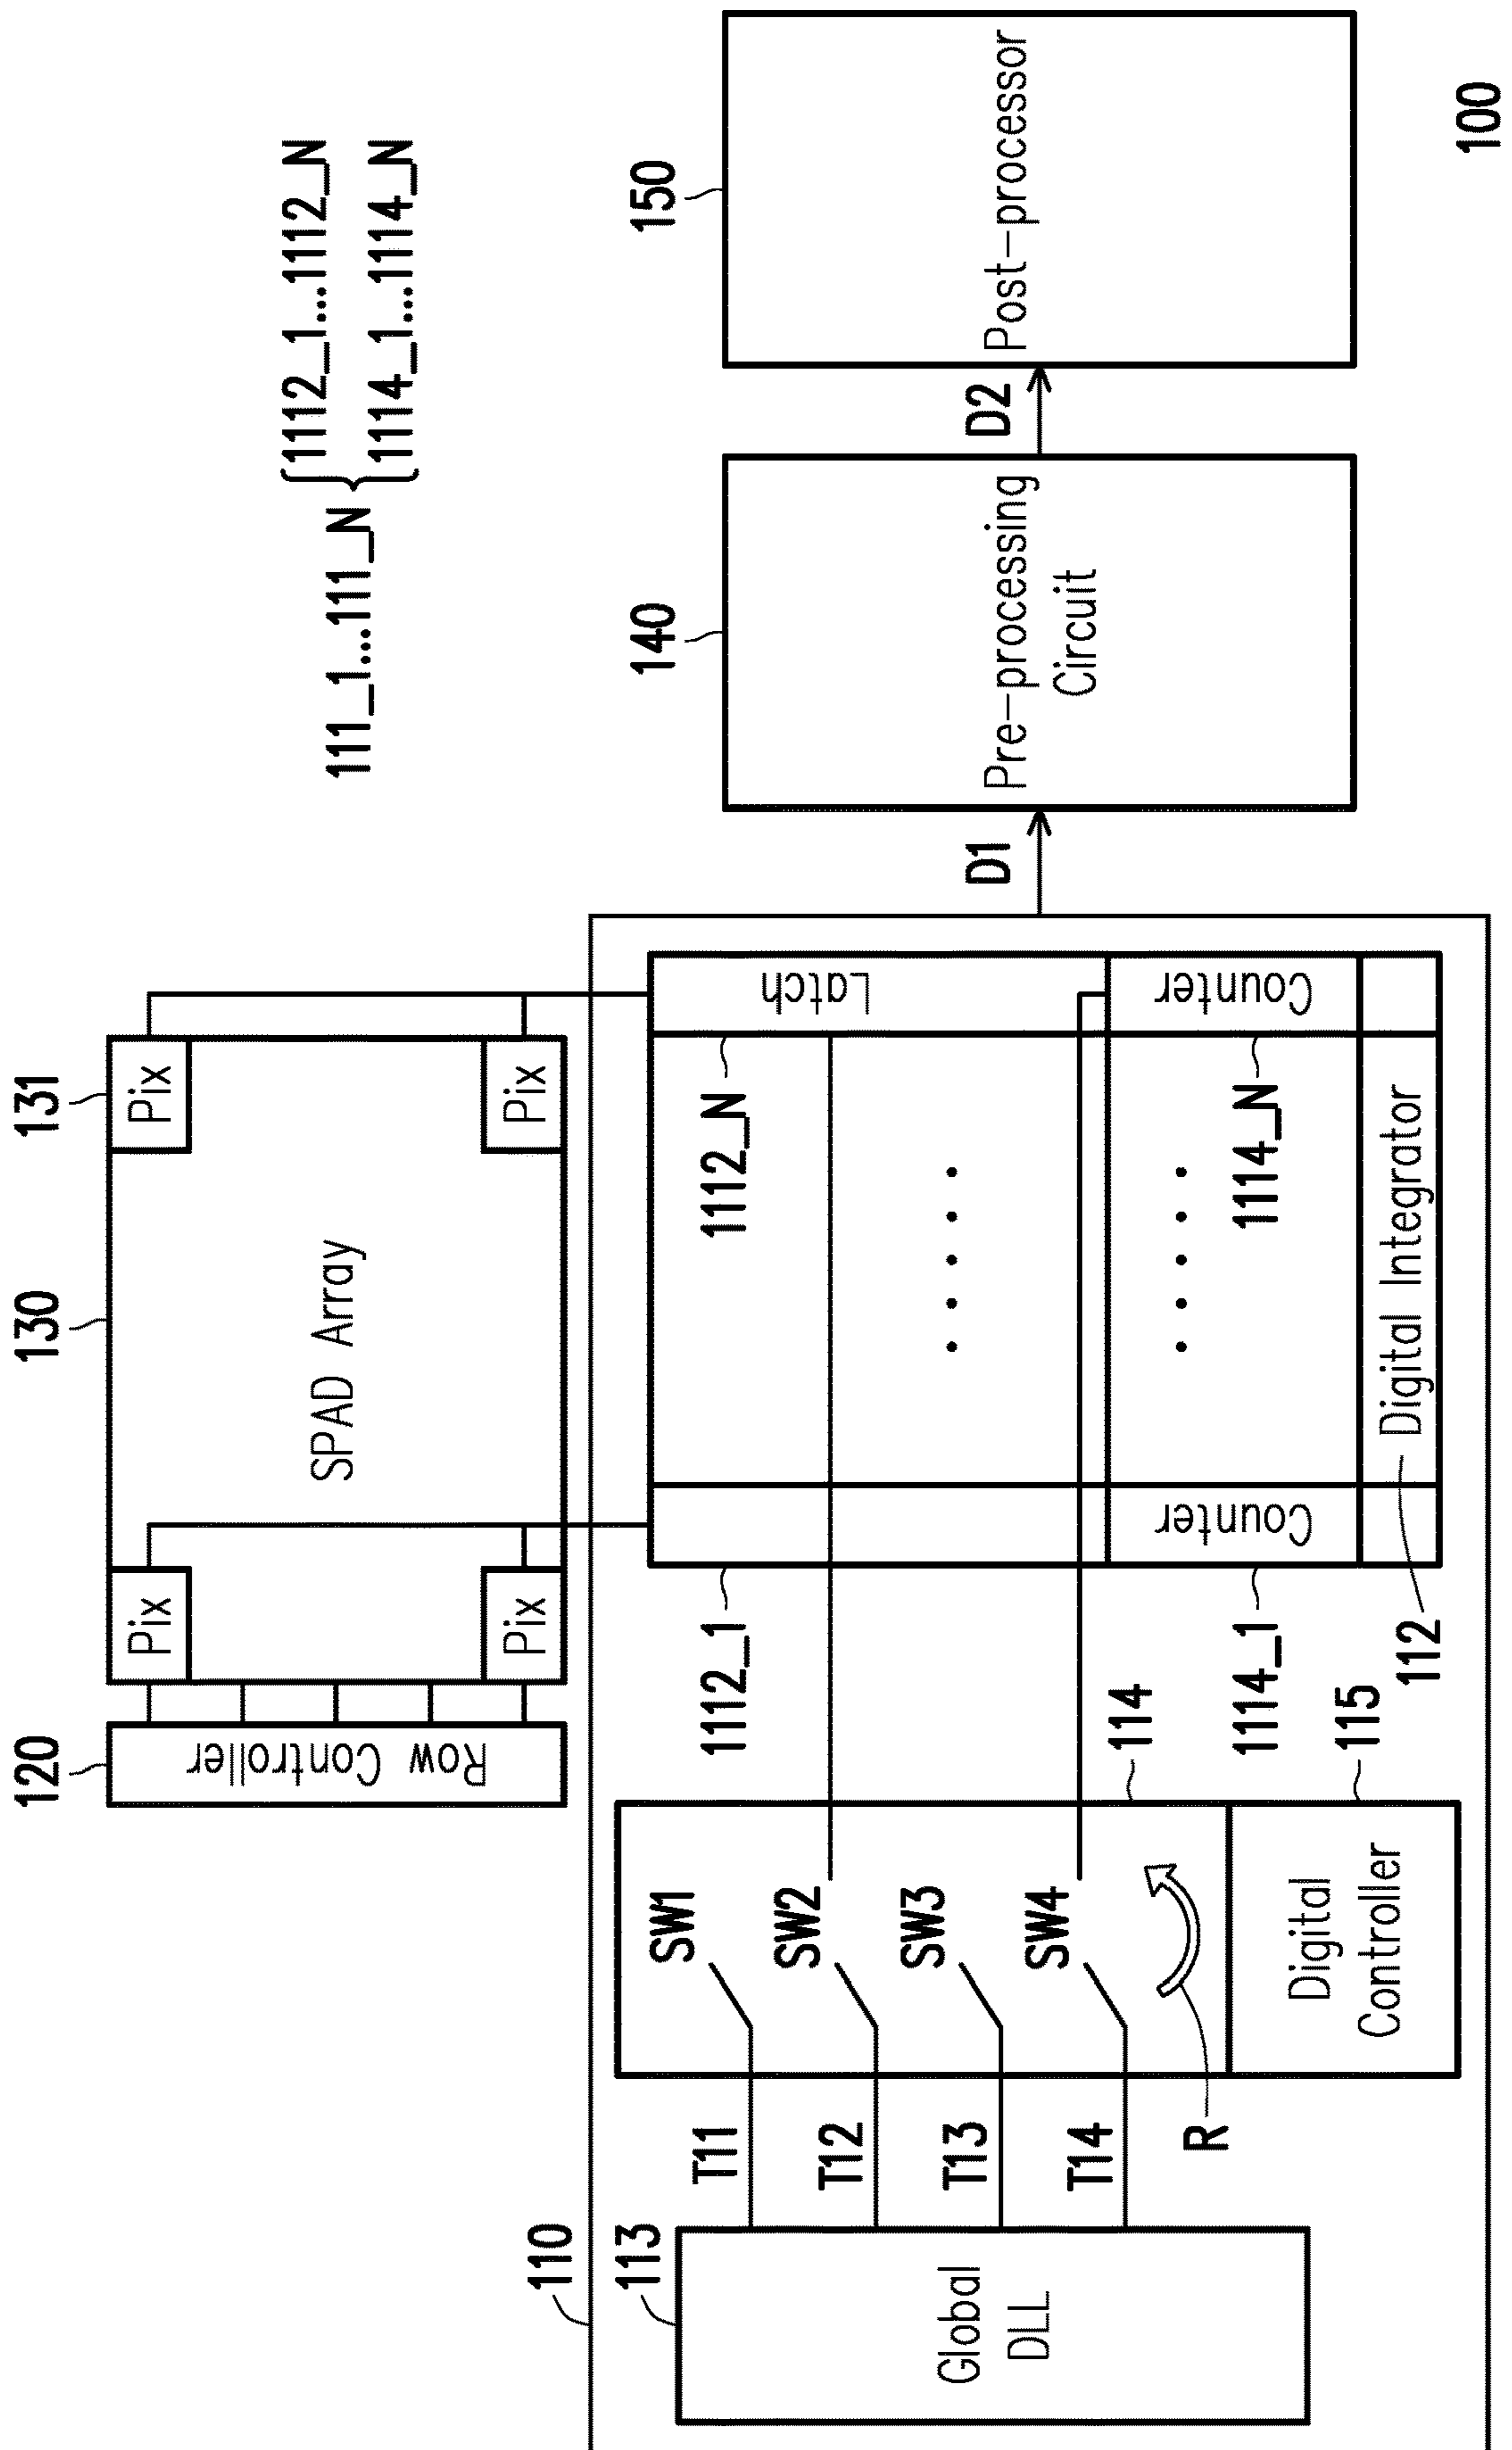 120
130
131
Row Controller
Pix
Pix
SPAD Array
Pix
Pix
111_1...111_N
1112_1...1112_N
1114_1...1114_N
110
113
Global
DLL
T11
T12
T13
T14
SW1
SW2
SW3
SW4
R
114
Digital
Controller
115
1112_1
1112_N
Latch
1114_1
Counter
.....
.....
1114_N
Counter
112
Digital Integrator
D1
140
Pre-processing
Circuit
D2
150
Post-processor
100